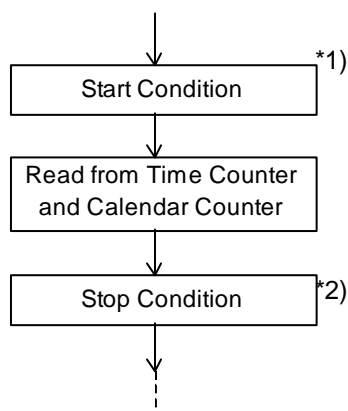 *1)
Start Condition
Read from Time Counter
and Calendar Counter
Stop Condition
*2)